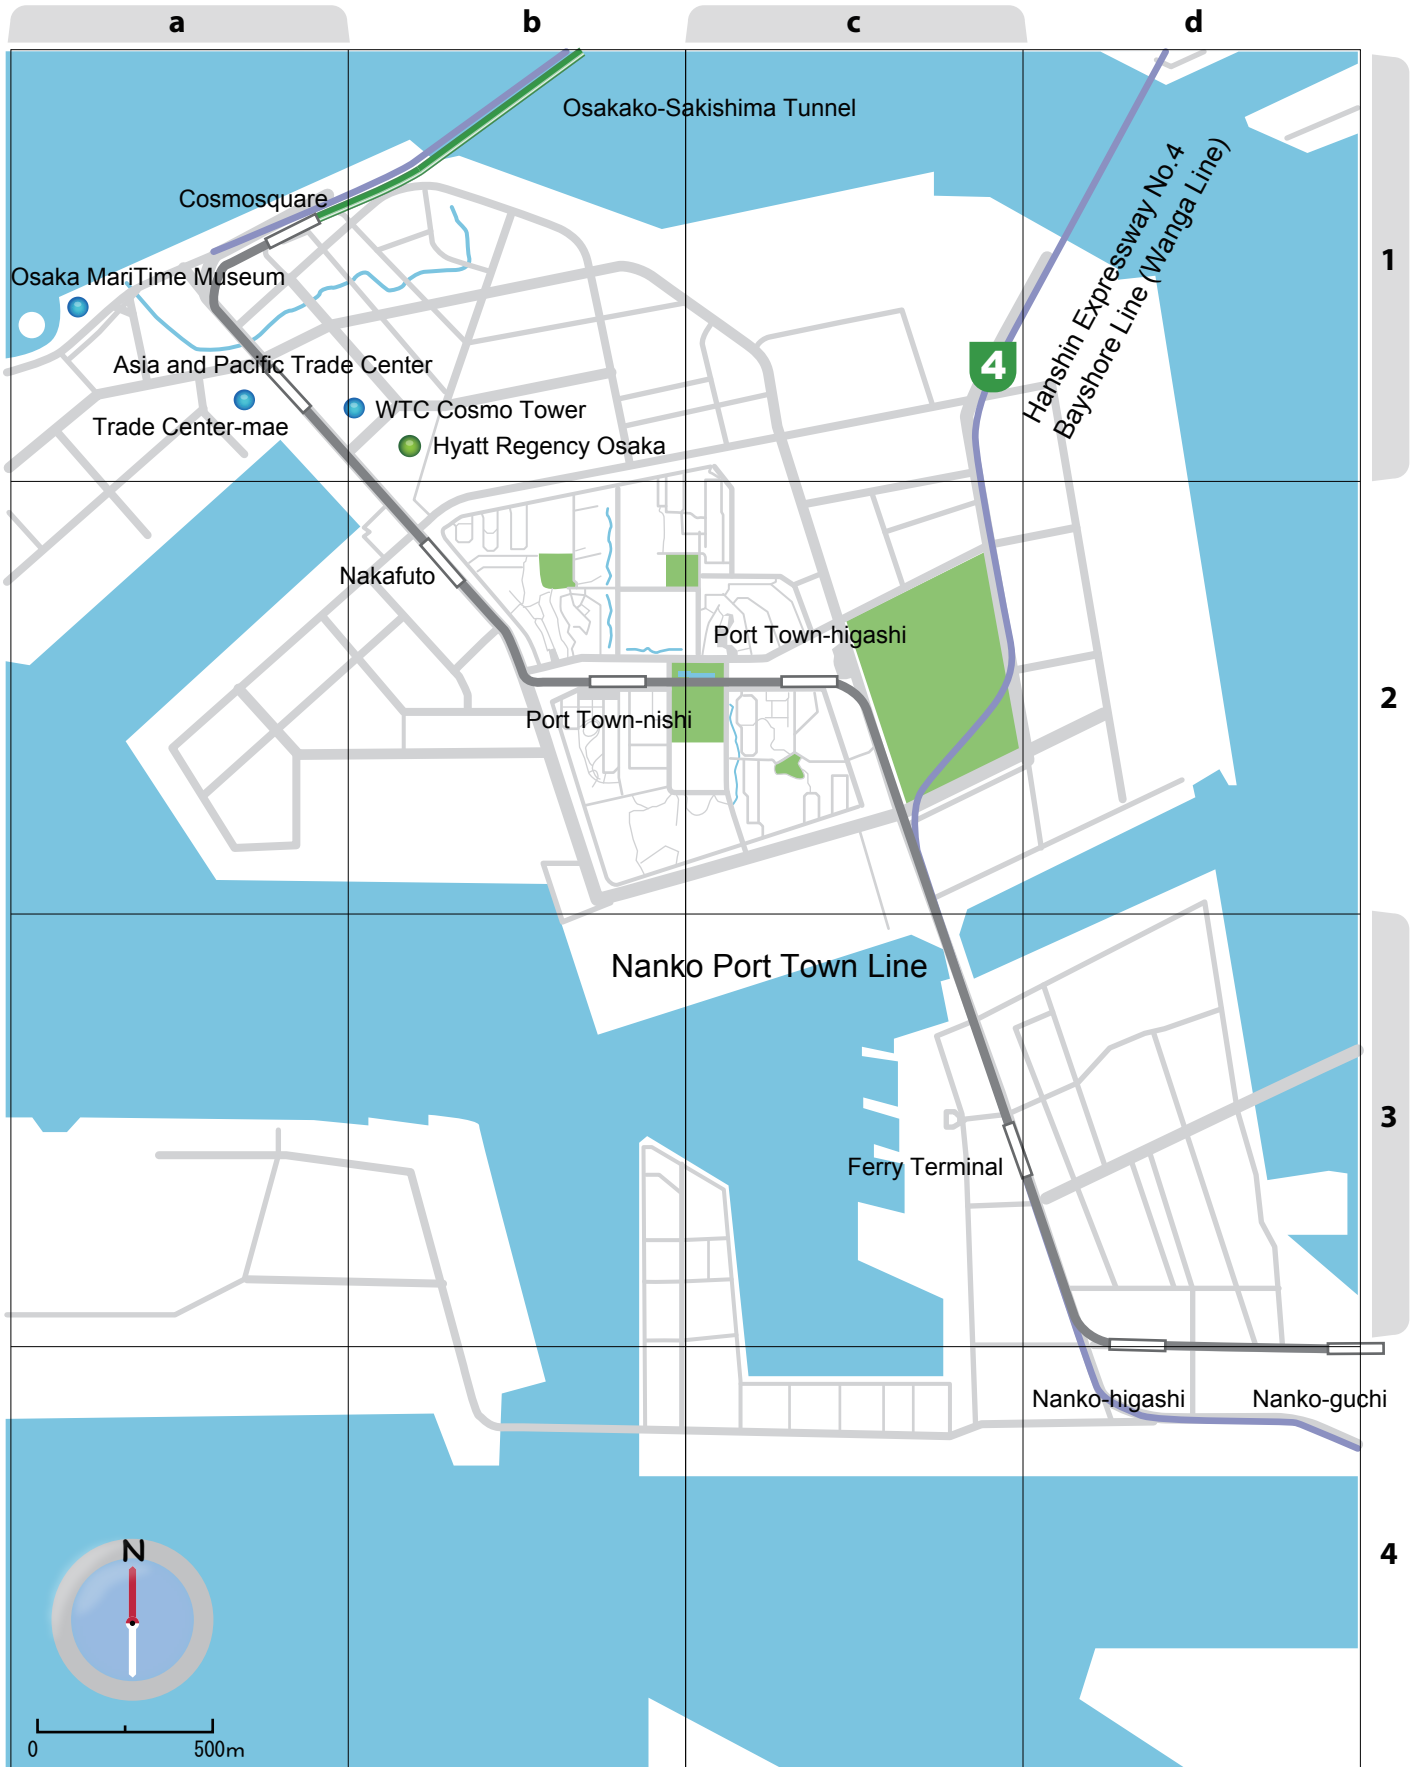 a
b
c
d
Osakako-Sakishima Tunnel
Cosmosquare
Hanshin Expressway No.4
Bayshore Line (Wanga Line)
1
Osaka MariTime Museum
Asia and Pacific Trade Center
4
WTC Cosmo Tower
Trade Center-mae
Hyatt Regency Osaka
Nakafuto
Port Town-higashi
2
Port Town-nishi
Nanko Port Town Line
3
Ferry Terminal
Nanko-higashi
Nanko-guchi
4
N
0
500m